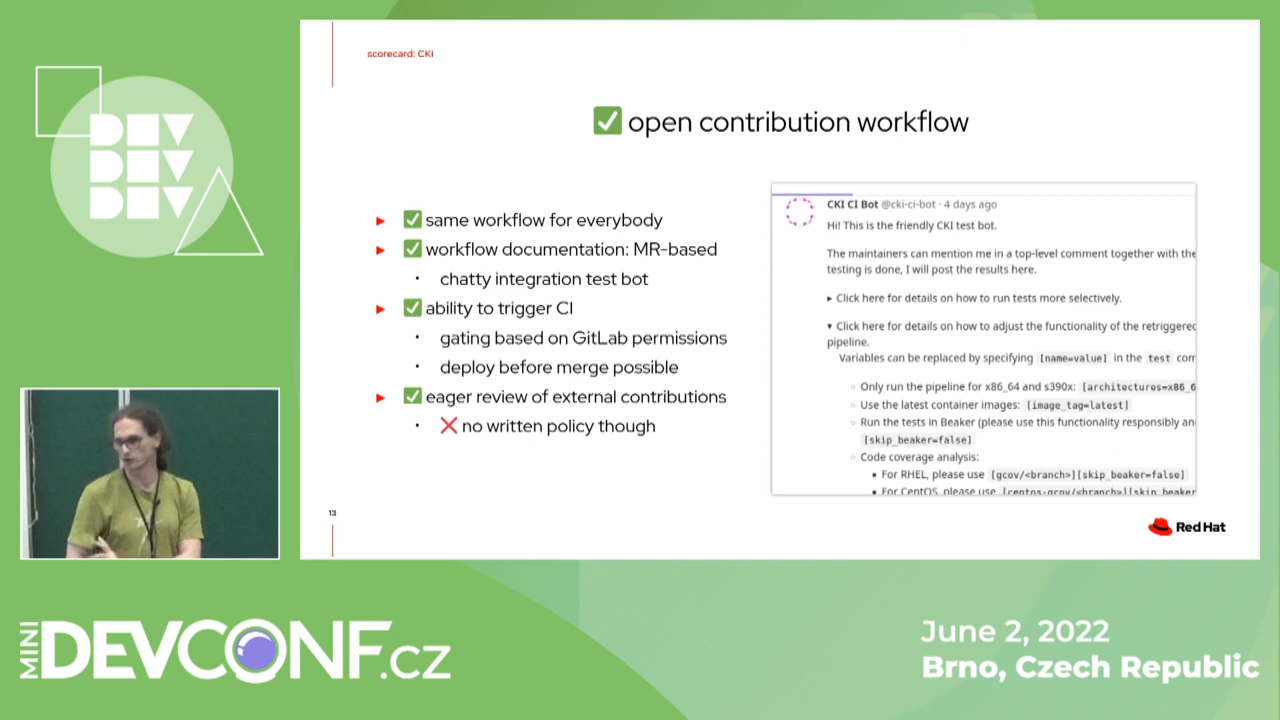 DEV
DEV
DEV
scorecard: CKI
✅ open contribution workflow
► ✅ same workflow for everybody
► ✅ workflow documentation: MR-based
• chatty integration test bot
► ✅ ability to trigger CI
• gating based on GitLab permissions
• deploy before merge possible
► ✅ eager review of external contributions
• ❌ no written policy though
CKI CI Bot @cki-ci-bot · 4 days ago
Hi! This is the friendly CKI test bot.
The maintainers can mention me in a top-level comment together with the
testing is done, I will post the results here.
▸ Click here for details on how to run tests more selectively.
▾ Click here for details on how to adjust the functionality of the retriggered
pipeline.
Variables can be replaced by specifying [name=value] in the test com
○ Only run the pipeline for x86_64 and s390x: [architectures=x86_6
○ Use the latest container images: [image_tag=latest]
○ Run the tests in Beaker (please use this functionality responsibly an
[skip_beaker=false]
○ Code coverage analysis:
▪ For RHEL, please use [gcov/<branch>][skip_beaker=false]
▪ For CentOS, please use [centos-gcov/<branch>][skip_beaker
13
Red Hat
MINI DEVCONF.CZ
June 2, 2022
Brno, Czech Republic